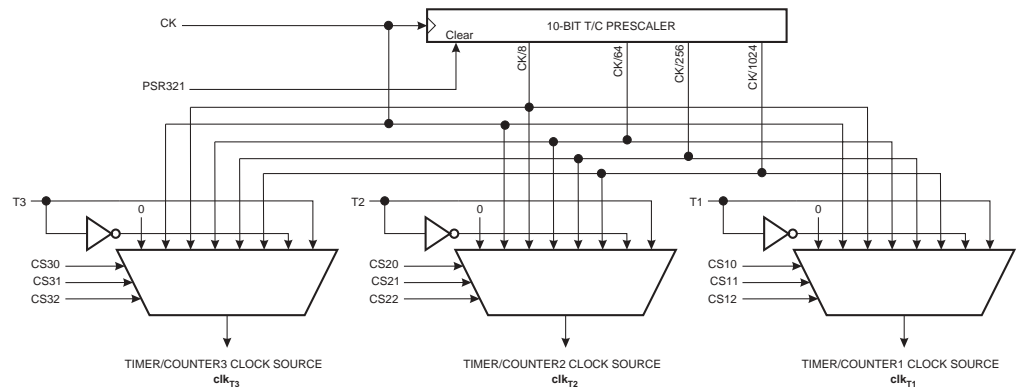 CK
10-BIT T/C PRESCALER
Clear
CK/8
CK/64
CK/256
CK/1024
PSR321
T3
0
T2
0
T1
0
CS30
CS31
CS32
CS20
CS21
CS22
CS10
CS11
CS12
TIMER/COUNTER3 CLOCK SOURCE
clkT3
TIMER/COUNTER2 CLOCK SOURCE
clkT2
TIMER/COUNTER1 CLOCK SOURCE
clkT1